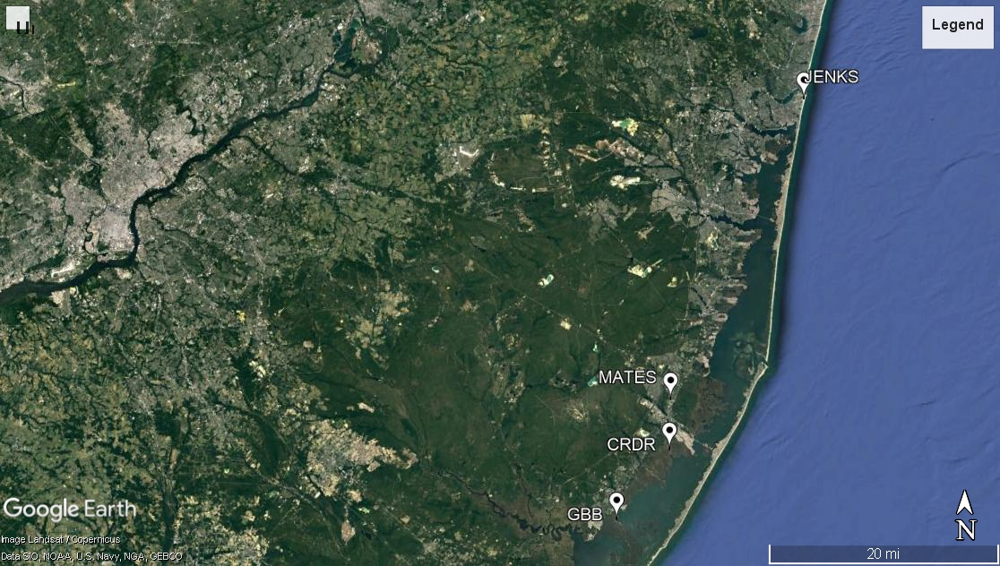 Legend
JENKS
MATES
CRDR
GBB
Google Earth
Image Landsat / Copernicus
Data SIO, NOAA, U.S. Navy, NGA, GEBCO
N
20 mi